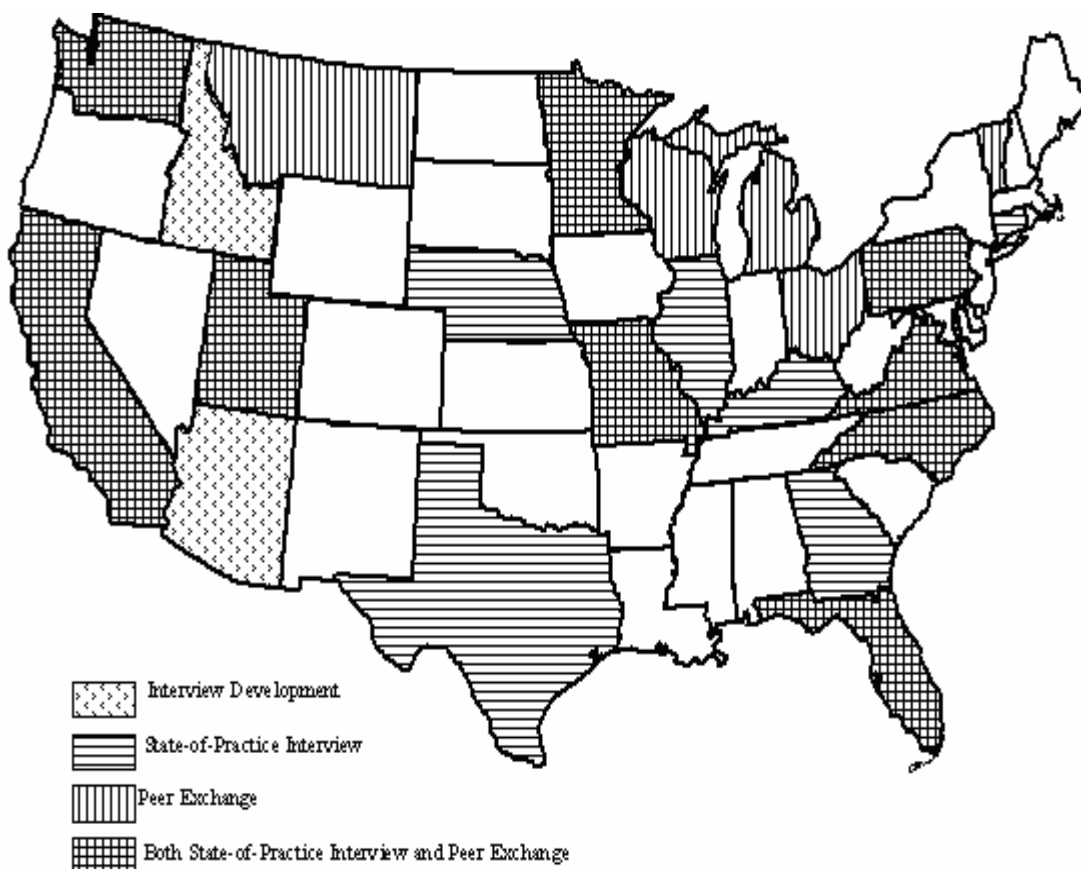 Interview Development
State-of-Practice Interview
Peer Exchange
Both State-of-Practice Interview and Peer Exchange